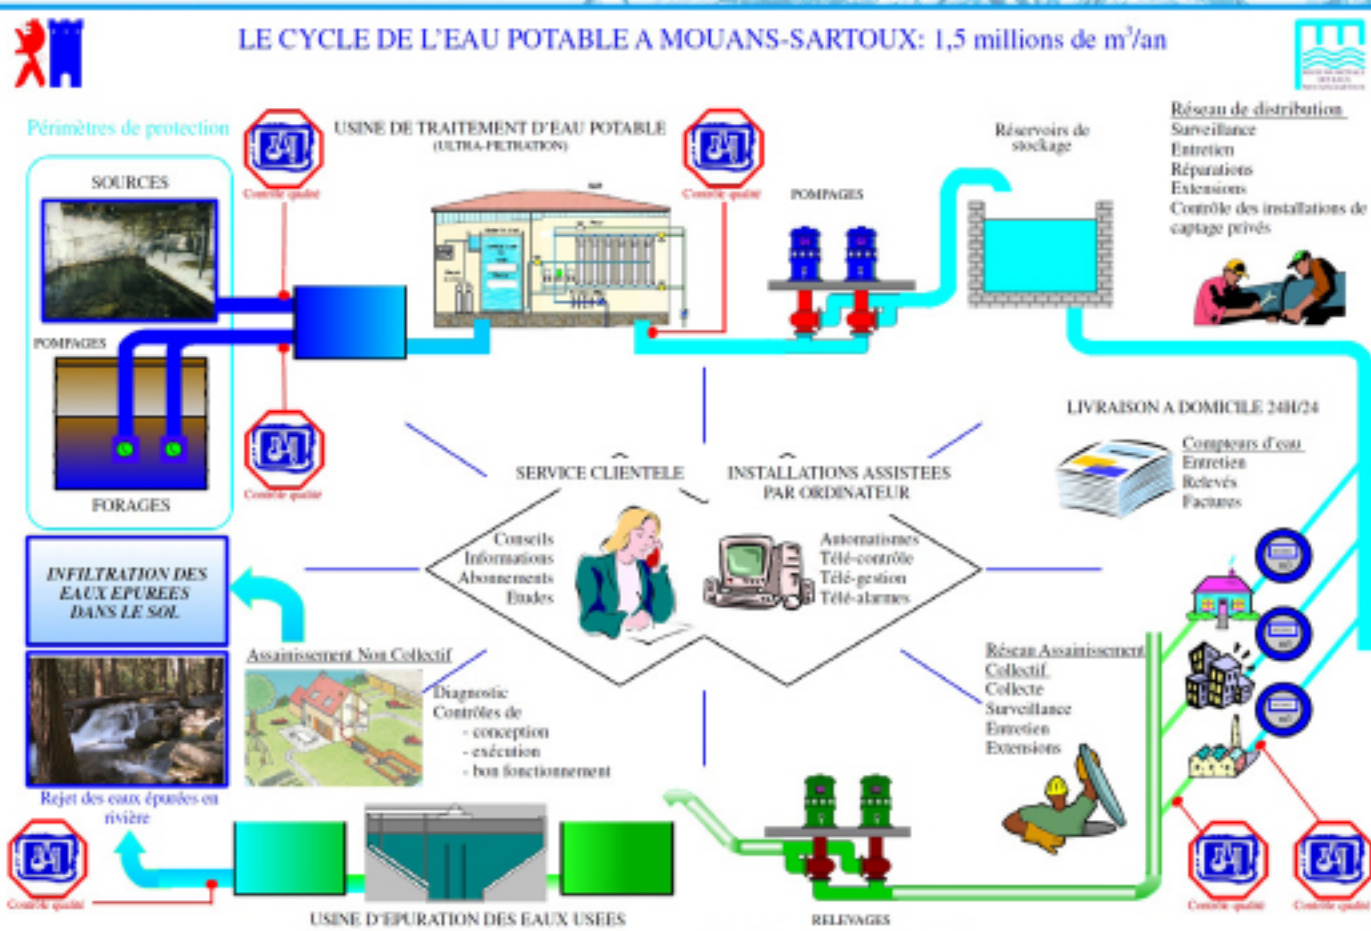 LE CYCLE DE L'EAU POTABLE A MOUANS-SARTOUX: 1,5 millions de m³/an
Périmètres de protection
SOURCES
POMPAGES
FORAGES
Contrôle qualité
Contrôle qualité
USINE DE TRAITEMENT D'EAU POTABLE
(ULTRA-FILTRATION)
Contrôle qualité
POMPAGES
Réservoirs de
stockage
Réseau de distribution
Surveillance
Entretien
Réparations
Extensions
Contrôle des installations de
captage privés
LIVRAISON A DOMICILE 24H/24
Compteurs d'eau
Entretien
Relevés
Factures
SERVICE CLIENTELE
Conseils
Informations
Abonnements
Etudes
INSTALLATIONS ASSISTEES
PAR ORDINATEUR
Automatismes
Télé-contrôle
Télé-gestion
Télé-alarmes
INFILTRATION DES
EAUX EPUREES
DANS LE SOL
Assainissement Non Collectif
Diagnostic
Contrôles de
- conception
- exécution
- bon fonctionnement
Réseau Assainissement
Collectif
Collecte
Surveillance
Entretien
Extensions
Rejet des eaux épurées en
rivière
Contrôle qualité
USINE D'EPURATION DES EAUX USEES
RELEVAGES
Contrôle qualité
Contrôle qualité